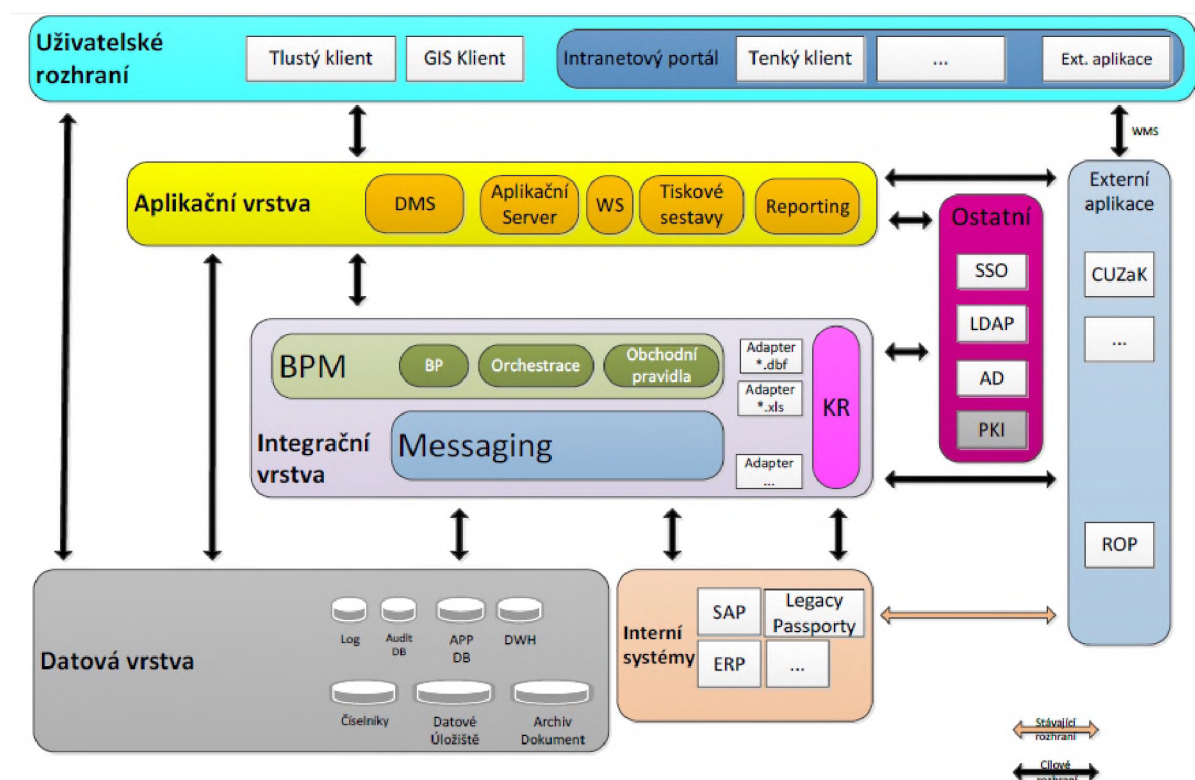 Uživatelské
rozhraní
Tlustý klient
GIS Klient
Intranetový portál
Tenký klient
...
Ext. aplikace
WMS
Aplikační vrstva
DMS
Aplikační
Server
WS
Tiskové
sestavy
Reporting
Externí
aplikace
CUZaK
...
ROP
Ostatní
SSO
LDAP
AD
PKI
BPM
BP
Orchestrace
Obchodní
pravidla
Adapter
*.dbf
Adapter
*.xls
Adapter
...
KR
Integrační
vrstva
Messaging
Datová vrstva
Log
Audit
DB
APP
DB
DWH
Číselníky
Datové
Úložiště
Archiv
Dokument
Interní
systémy
SAP
Legacy
Passporty
ERP
...
Stávající
rozhraní
Cílové
rozhraní